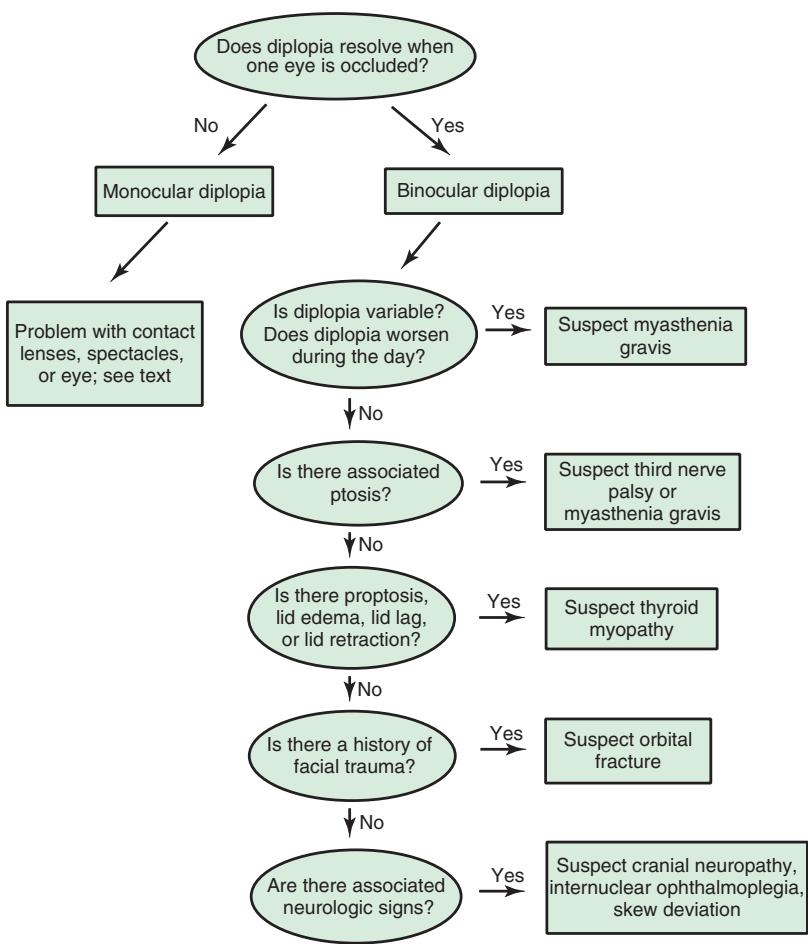 Does diplopia resolve when
one eye is occluded?
No
Yes
Monocular diplopia
Binocular diplopia
Problem with contact
lenses, spectacles,
or eye; see text
Is diplopia variable?
Does diplopia worsen
during the day?
Yes
Suspect myasthenia
gravis
No
Is there associated
ptosis?
Yes
Suspect third nerve
palsy or
myasthenia gravis
No
Is there proptosis,
lid edema, lid lag,
or lid retraction?
Yes
Suspect thyroid
myopathy
No
Is there a history of
facial trauma?
Yes
Suspect orbital
fracture
No
Are there associated
neurologic signs?
Yes
Suspect cranial neuropathy,
internuclear ophthalmoplegia,
skew deviation